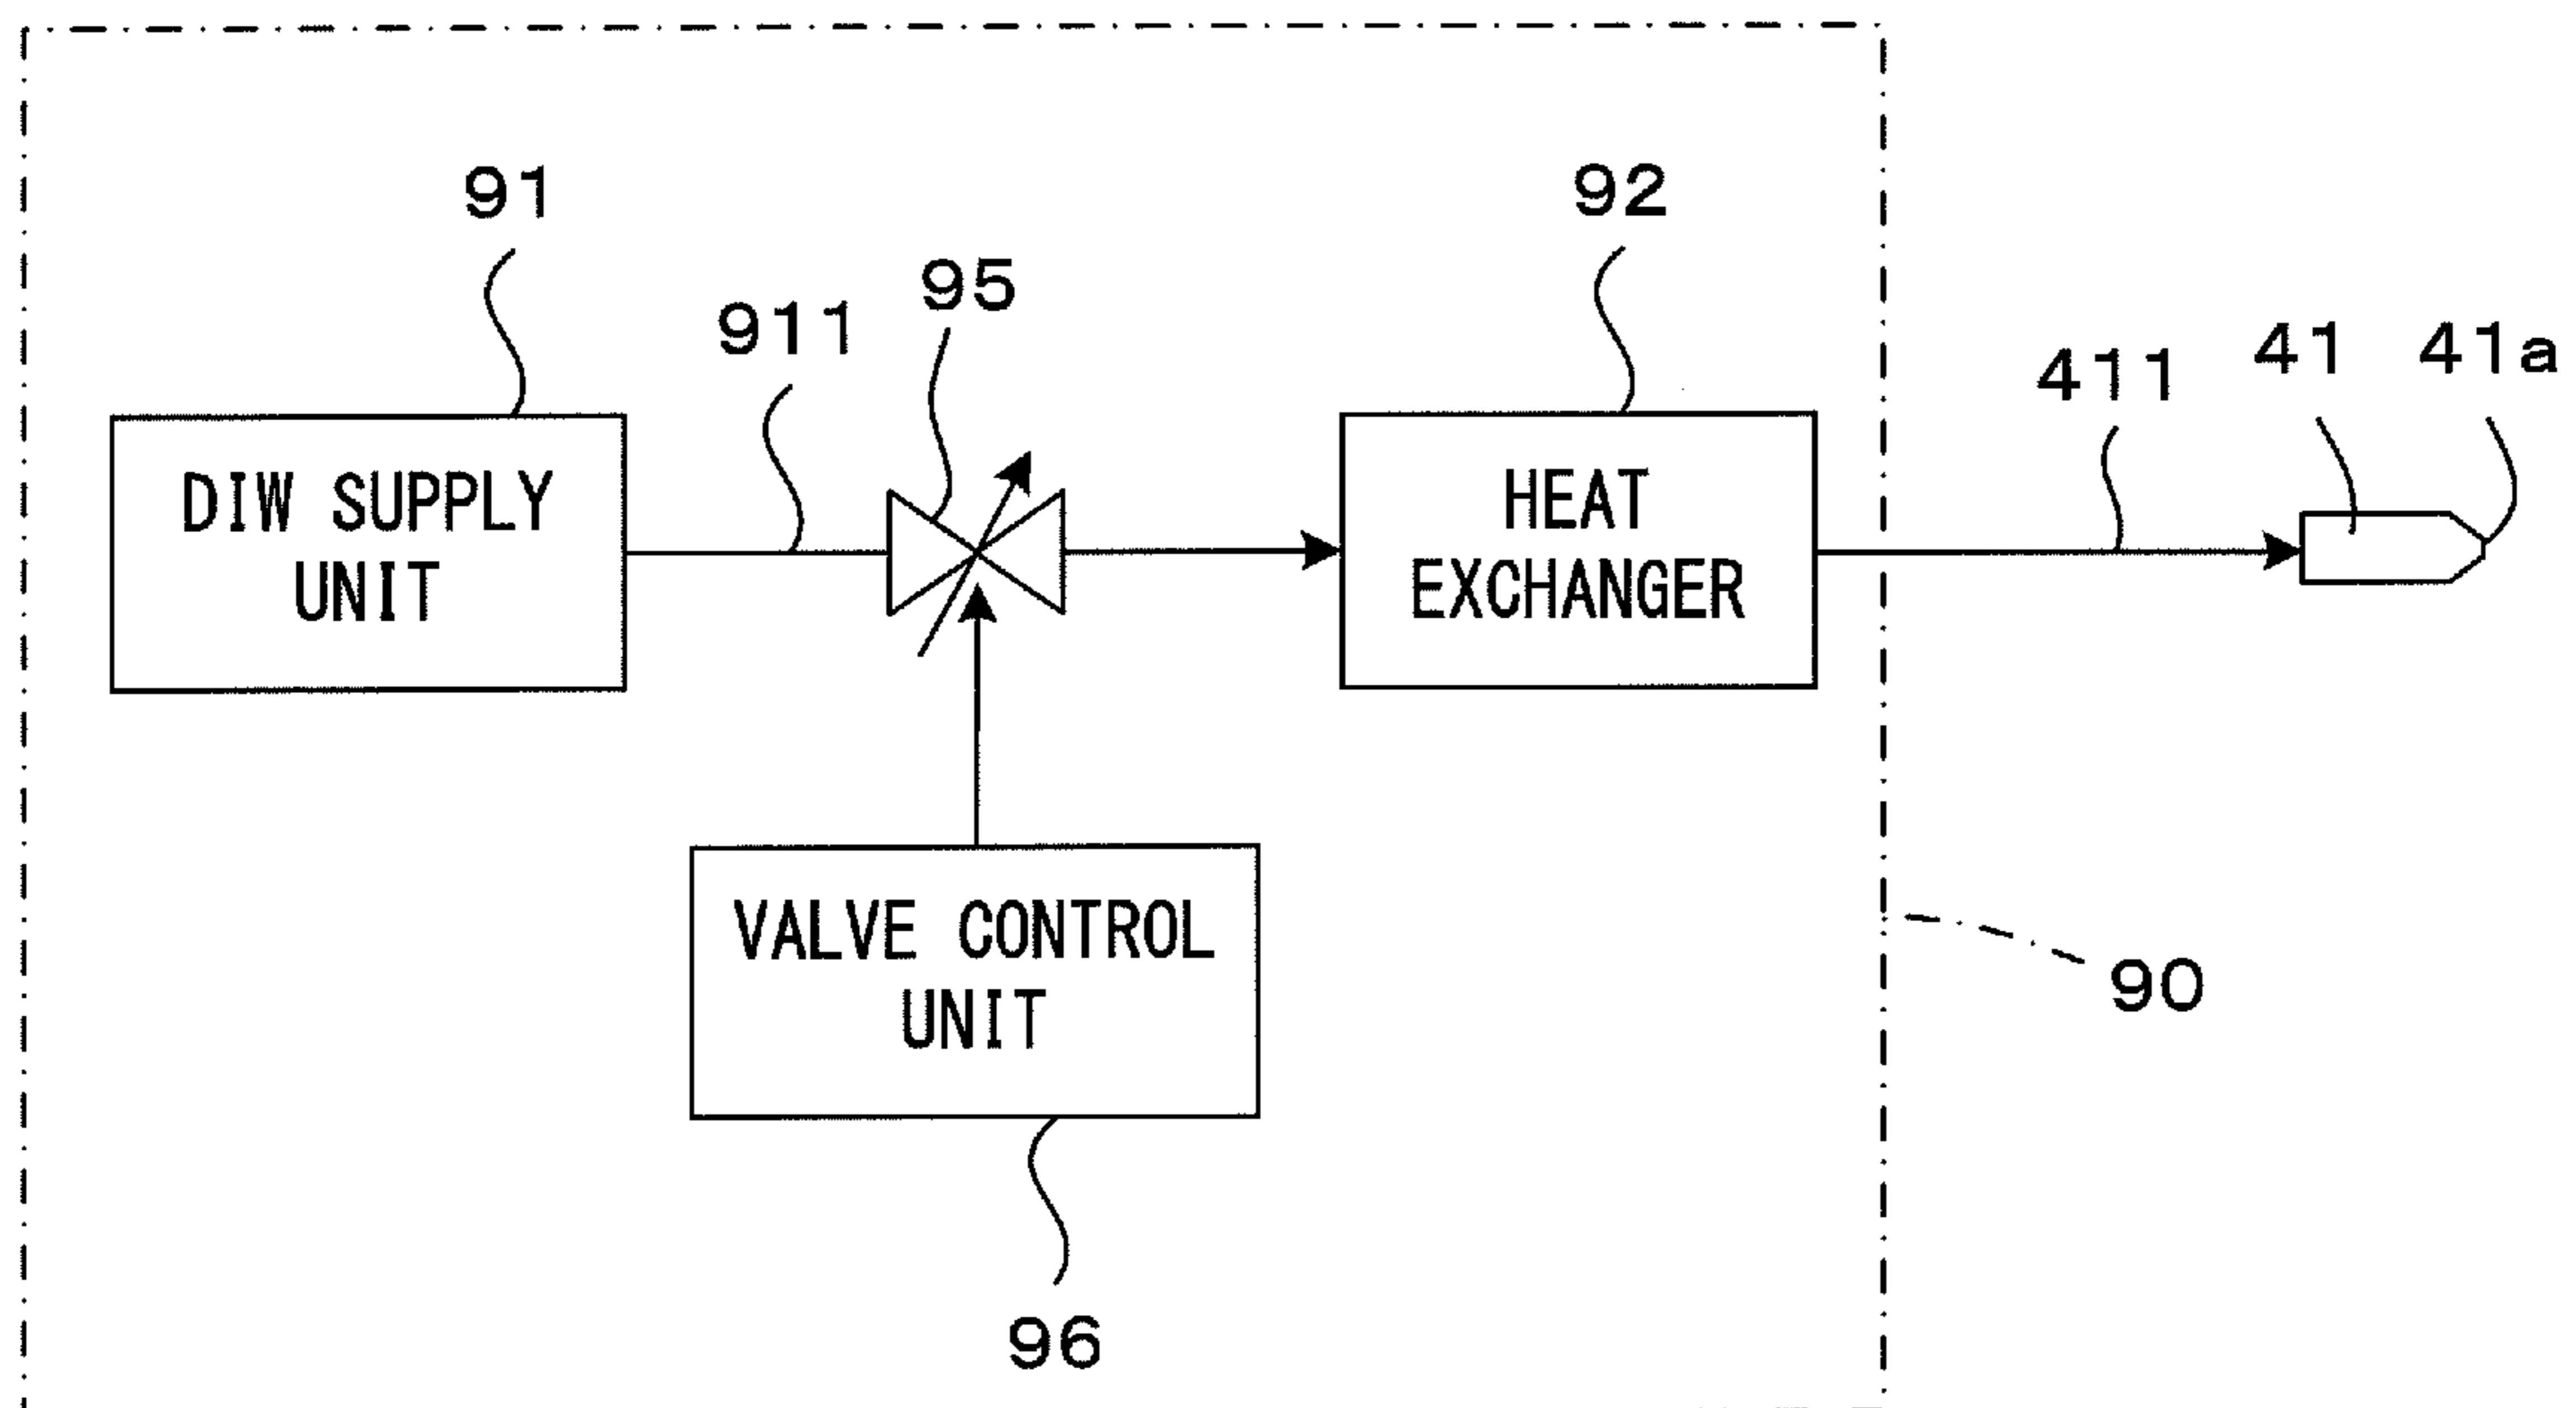 91
92
95
911
41
41a
411
DIW SUPPLY
UNIT
HEAT
EXCHANGER
VALVE CONTROL
UNIT
90
96